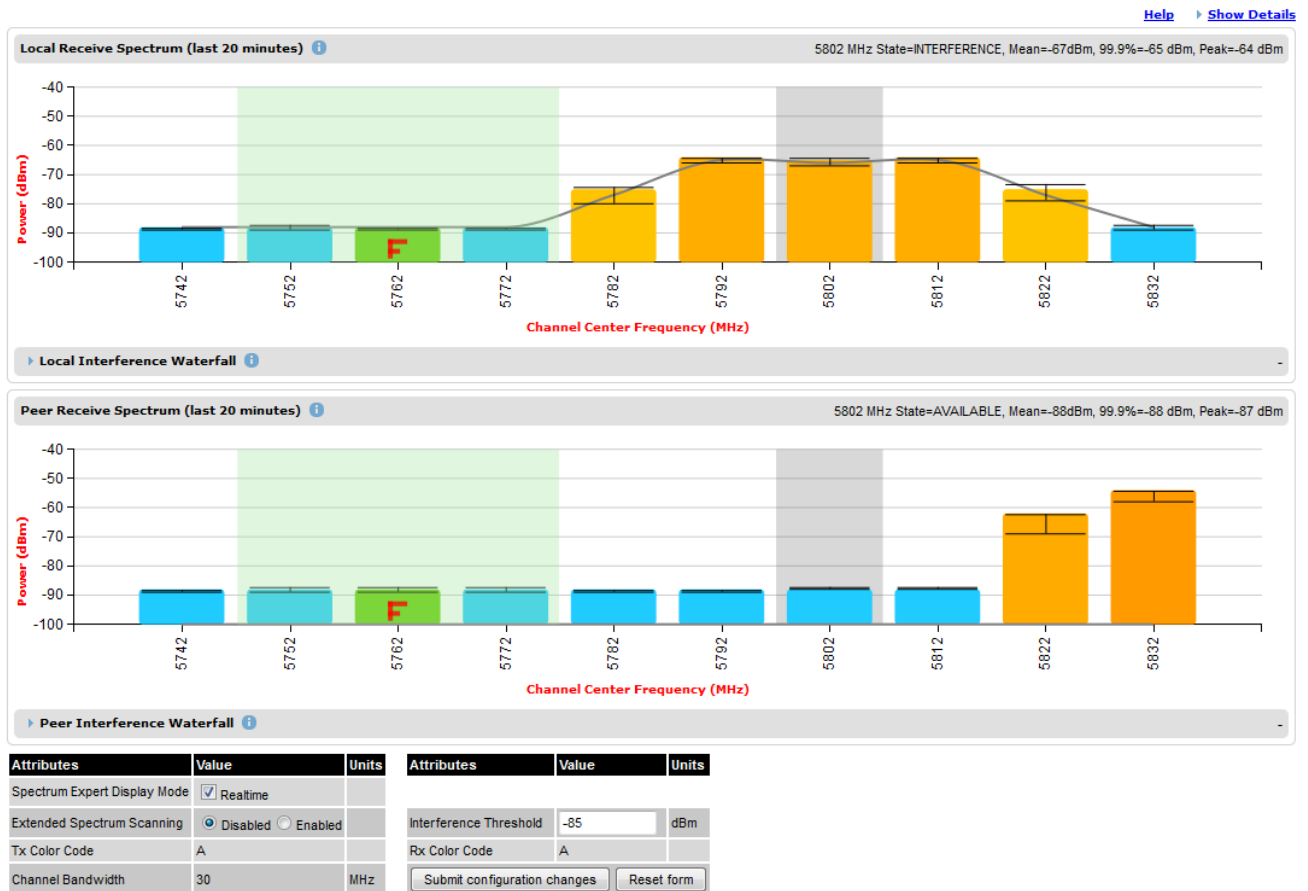 Help Show Details
Local Receive Spectrum (last 20 minutes) i 5802 MHz State=INTERFERENCE, Mean=-67dBm, 99.9%=-65 dBm, Peak=-64 dBm
Power (dBm)
-40
-50
-60
-70
-80
-90
-100
F
5742 5752 5762 5772 5782 5792 5802 5812 5822 5832
Channel Center Frequency (MHz)
Local Interference Waterfall i -
Peer Receive Spectrum (last 20 minutes) i 5802 MHz State=AVAILABLE, Mean=-88dBm, 99.9%=-88 dBm, Peak=-87 dBm
Power (dBm)
-40
-50
-60
-70
-80
-90
-100
F
5742 5752 5762 5772 5782 5792 5802 5812 5822 5832
Channel Center Frequency (MHz)
Peer Interference Waterfall i -
Attributes Value Units Attributes Value Units
Spectrum Expert Display Mode Realtime
Extended Spectrum Scanning Disabled Enabled Interference Threshold -85 dBm
Tx Color Code A Rx Color Code A
Channel Bandwidth 30 MHz Submit configuration changes Reset form